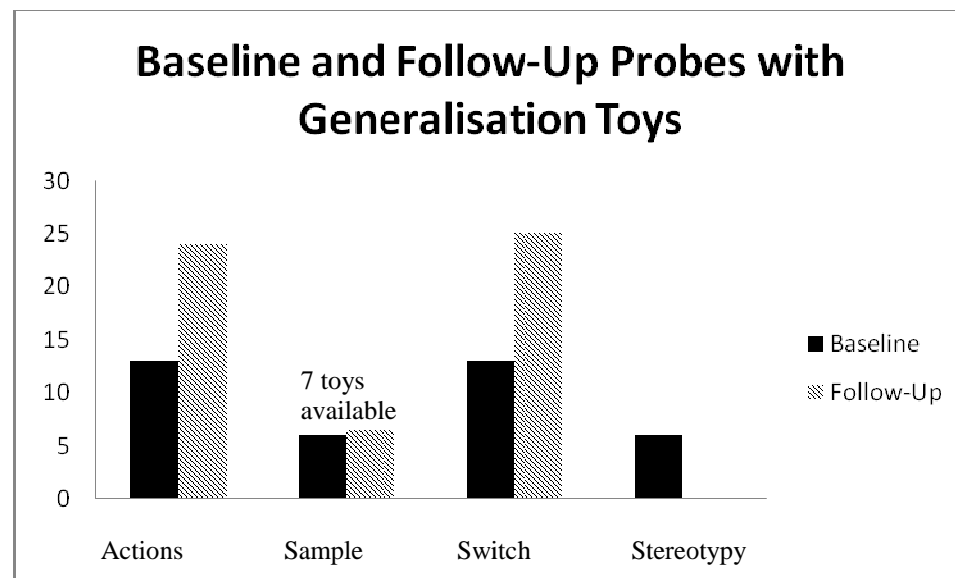 Baseline and Follow-Up Probes with
Generalisation Toys
30
25
20
15
10
5
0
7 toys
available
Baseline
Follow-Up
Actions
Sample
Switch
Stereotypy